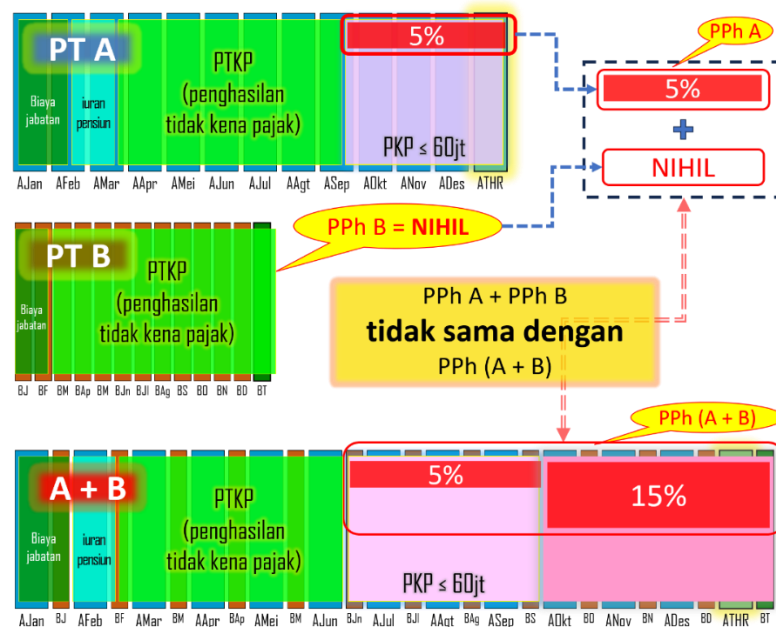 PT A
5%
Biaya
jabatan
iuran
pensiun
PTKP
(penghasilan
tidak kena pajak)
PKP ≤ 60jt
AJan AFeb AMar AApr AMei AJun AJul AAgt ASep AOkt ANov ADes ATHR
PPh A
5%
+
NIHIL
PT B
Biaya
jabatan
PTKP
(penghasilan
tidak kena pajak)
BJ BF BM BAp BM BJn BJl BAg BS BO BN BD BT
PPh B = NIHIL
PPh A + PPh B
tidak sama dengan
PPh (A + B)
PPh (A + B)
A + B
Biaya
jabatan
iuran
pensiun
PTKP
(penghasilan
tidak kena pajak)
5%
15%
PKP ≤ 60jt
AJan BJ AFeb BF AMar BM AApr BAp AMei BM AJun BJn AJul BJl AAgt BAg ASep BS AOkt BO ANov BN ADes BD ATHR BT